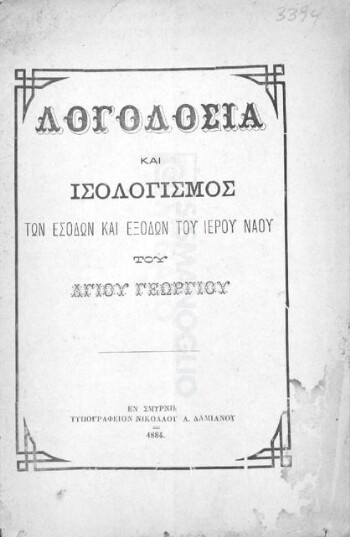 3394
ΛΟΓΟΔΟΣΙΑ
ΚΑΙ
ΙΣΟΛΟΓΙΣΜΟΣ
ΤΩΝ ΕΣΟΔΩΝ ΚΑΙ ΕΞΟΔΩΝ ΤΟΥ ΙΕΡΟΥ ΝΑΟΥ
ΤΟΥ
ΑΓΙΟΥ ΓΕΩΡΓΙΟΥ
ΕΝ ΣΜΥΡΝΗ,
ΤΥΠΟΓΡΑΦΕΙΟΝ ΝΙΚΟΛΑΟΥ Α. ΔΑΜΙΑΝΟΥ
1884.
SISMANOGLIO